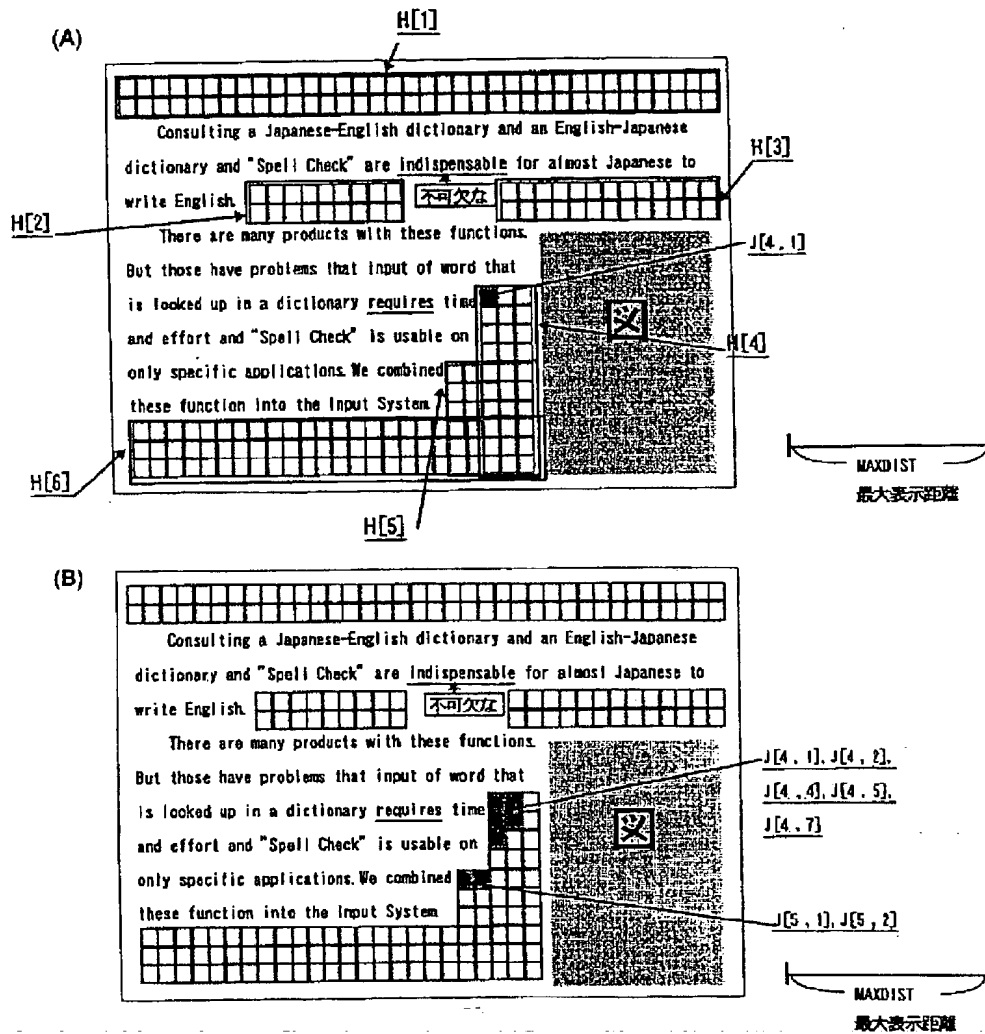 H[1]
(A)
Consulting a Japanese-English dictionary and an English-Japanese
dictionary and "Spell Check" are indispensable for almost Japanese to
H[3]
write English.
不可欠な
H[2]
There are many products with these functions.
J[4, 1]
But those have problems that input of word that
is looked up in a dictionary requires time
図
and effort and "Spell Check" is usable on
H[4]
only specific applications. We combined
these function into the Input System
H[6]
MAXDIST
最大表示距離
H[5]
(B)
Consulting a Japanese-English dictionary and an English-Japanese
dictionary and "Spell Check" are indispensable for almost Japanese to
write English.
不可欠な
There are many products with these functions.
But those have problems that input of word that
J[4, 1], J[4, 2],
is looked up in a dictionary requires time
J[4, 4], J[4, 5],
図
and effort and "Spell Check" is usable on
J[4, 7]
only specific applications. We combined
these function into the Input System
J[5, 1], J[5, 2]
MAXDIST
最大表示距離